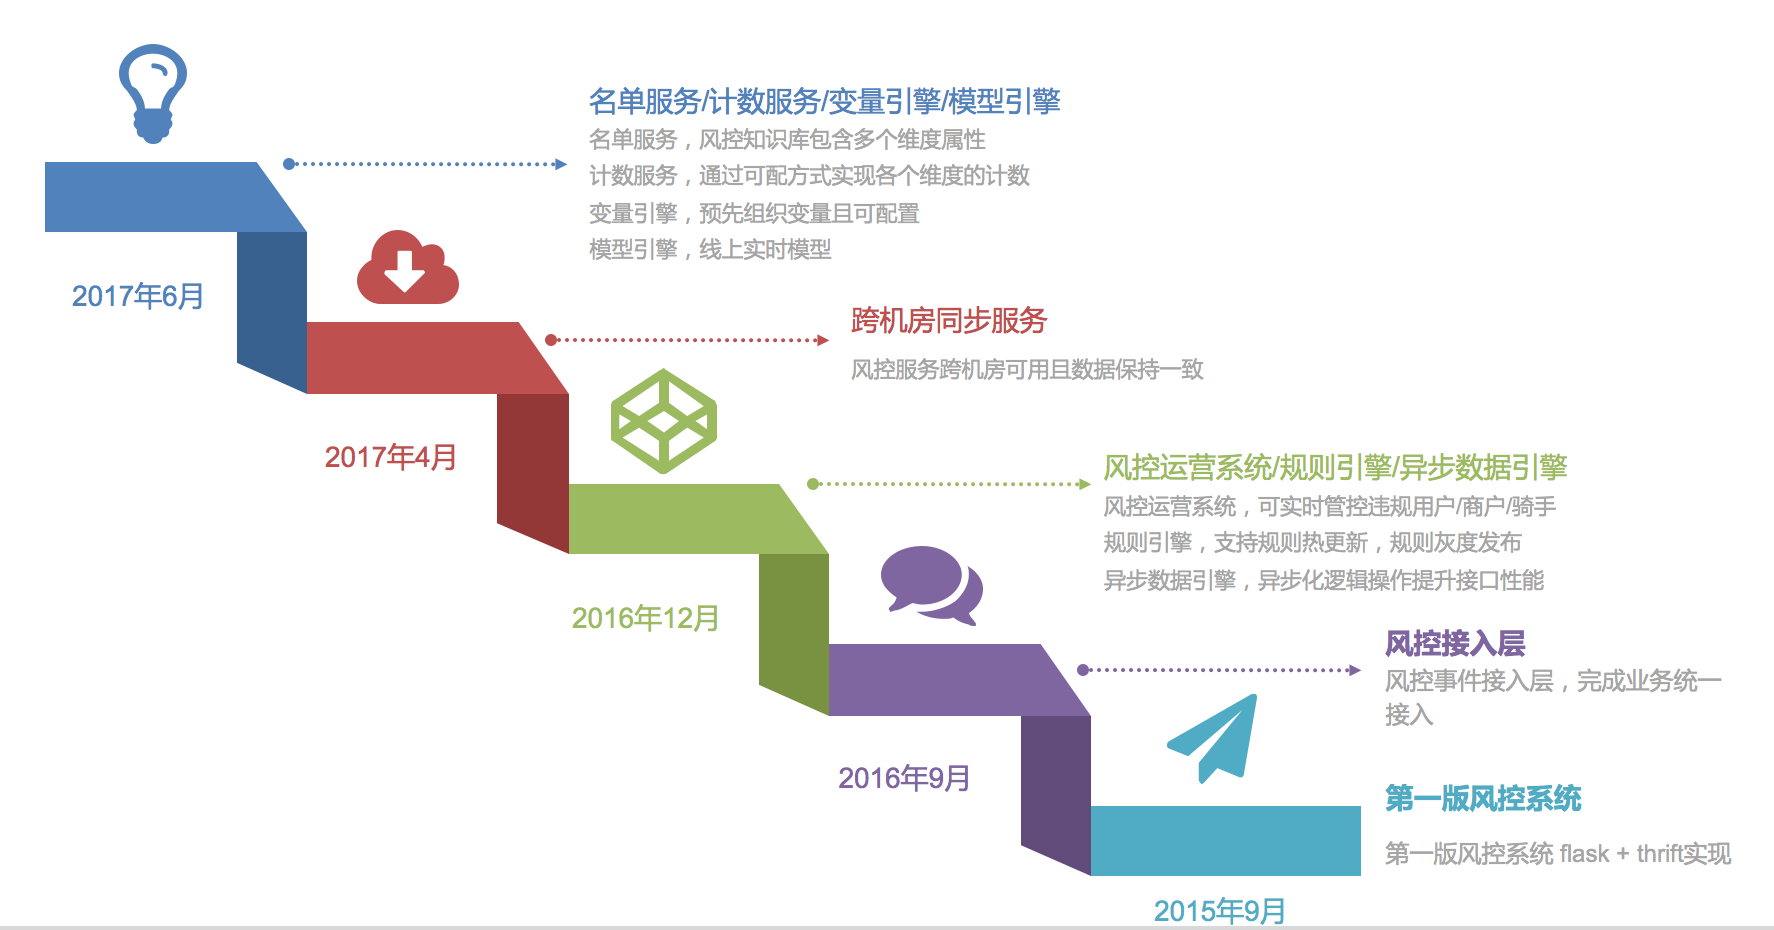 名单服务/计数服务/变量引擎/模型引擎
名单服务，风控知识库包含多个维度属性
计数服务，通过可配方式实现各个维度的计数
变量引擎，预先组织变量且可配置
模型引擎，线上实时模型
2017年6月
跨机房同步服务
风控服务跨机房可用且数据保持一致
2017年4月
风控运营系统/规则引擎/异步数据引擎
风控运营系统，可实时管控违规用户/商户/骑手
规则引擎，支持规则热更新，规则灰度发布
异步数据引擎，异步化逻辑操作提升接口性能
2016年12月
风控接入层
风控事件接入层，完成业务统一
接入
2016年9月
第一版风控系统
第一版风控系统 flask + thrift实现
2015年9月